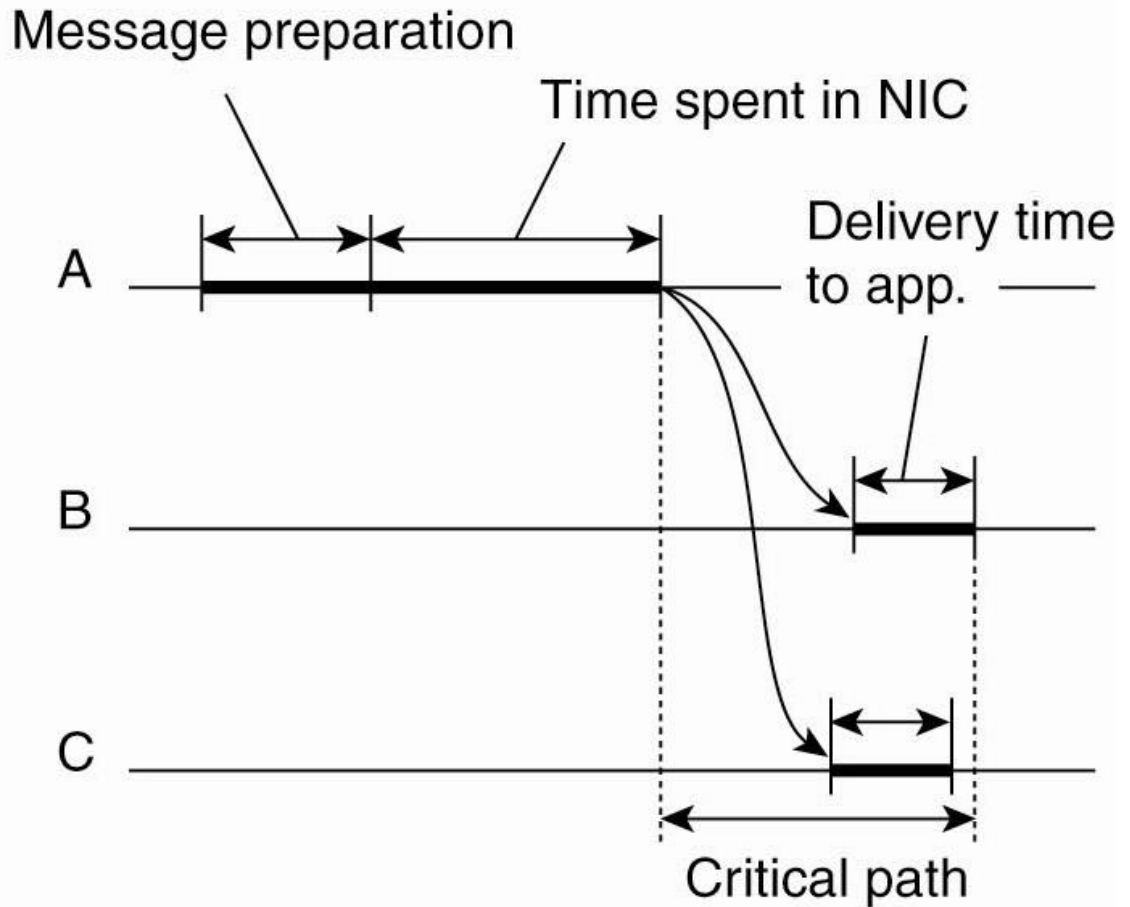 Message preparation
Time spent in NIC
Delivery time
to app.
A
B
C
Critical path